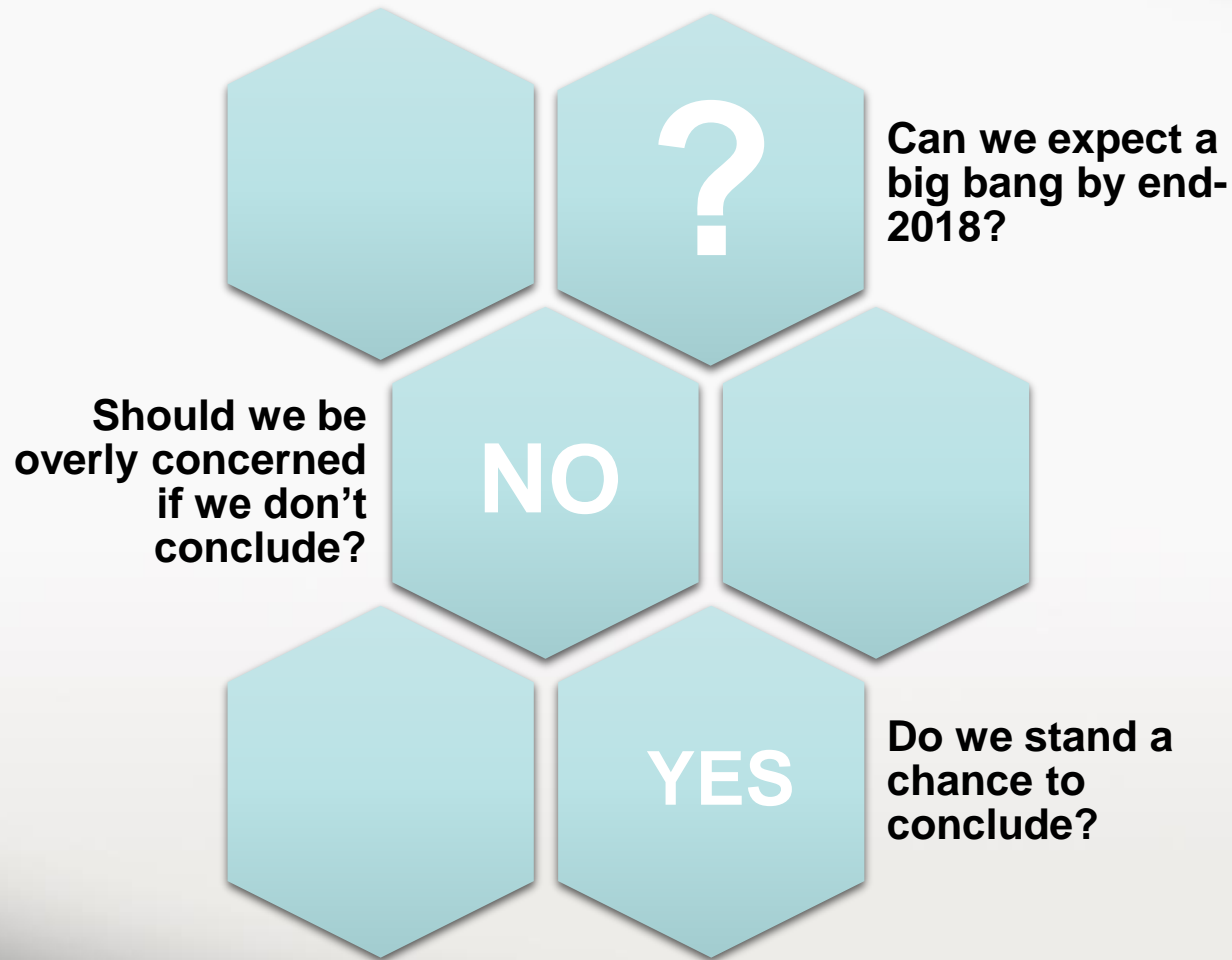 ?
Can we expect a
big bang by end-
2018?
Should we be
overly concerned
if we don’t
conclude?
NO
YES
Do we stand a
chance to
conclude?